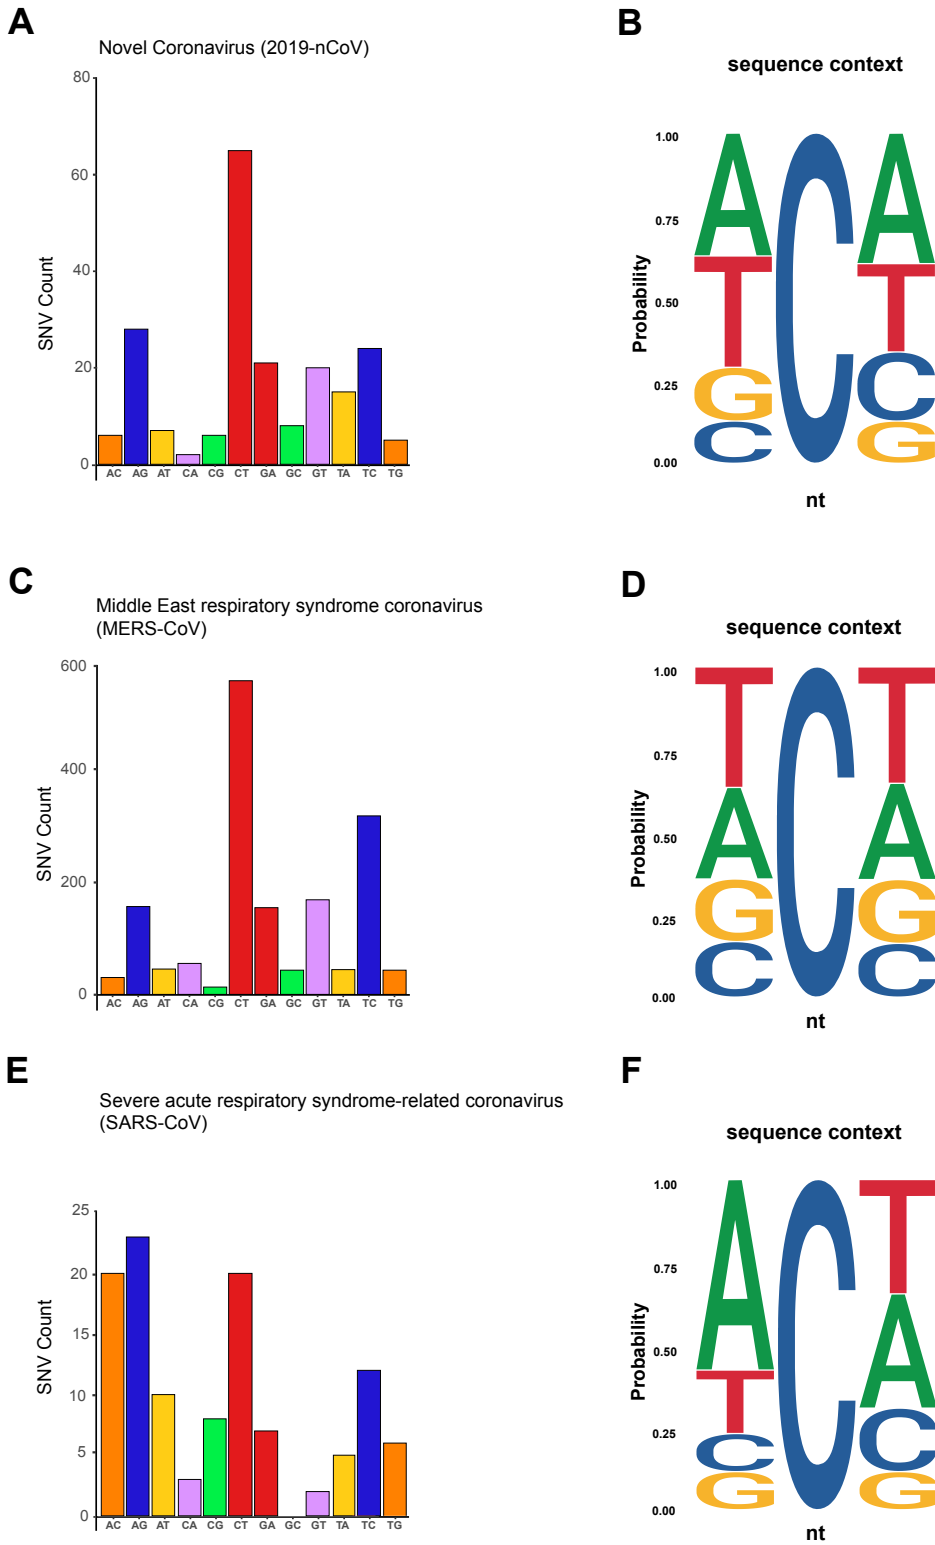 A
Novel Coronavirus (2019-nCoV)
80
60
40
20
0
SNV Count
AC AG AT CA CG CT GA GC GT TA TC TG
B
sequence context
1.00
0.75
0.50
0.25
0.00
Probability
A C A
T T
G C
C G
nt
C
Middle East respiratory syndrome coronavirus
(MERS-CoV)
600
400
200
0
SNV Count
AC AG AT CA CG CT GA GC GT TA TC TG
D
sequence context
1.00
0.75
0.50
0.25
0.00
Probability
T C T
A A
G G
C C
nt
E
Severe acute respiratory syndrome-related coronavirus
(SARS-CoV)
25
20
15
10
5
0
SNV Count
AC AG AT CA CG CT GA GC GT TA TC TG
F
sequence context
1.00
0.75
0.50
0.25
0.00
Probability
A C T
T A
C C
G G
nt